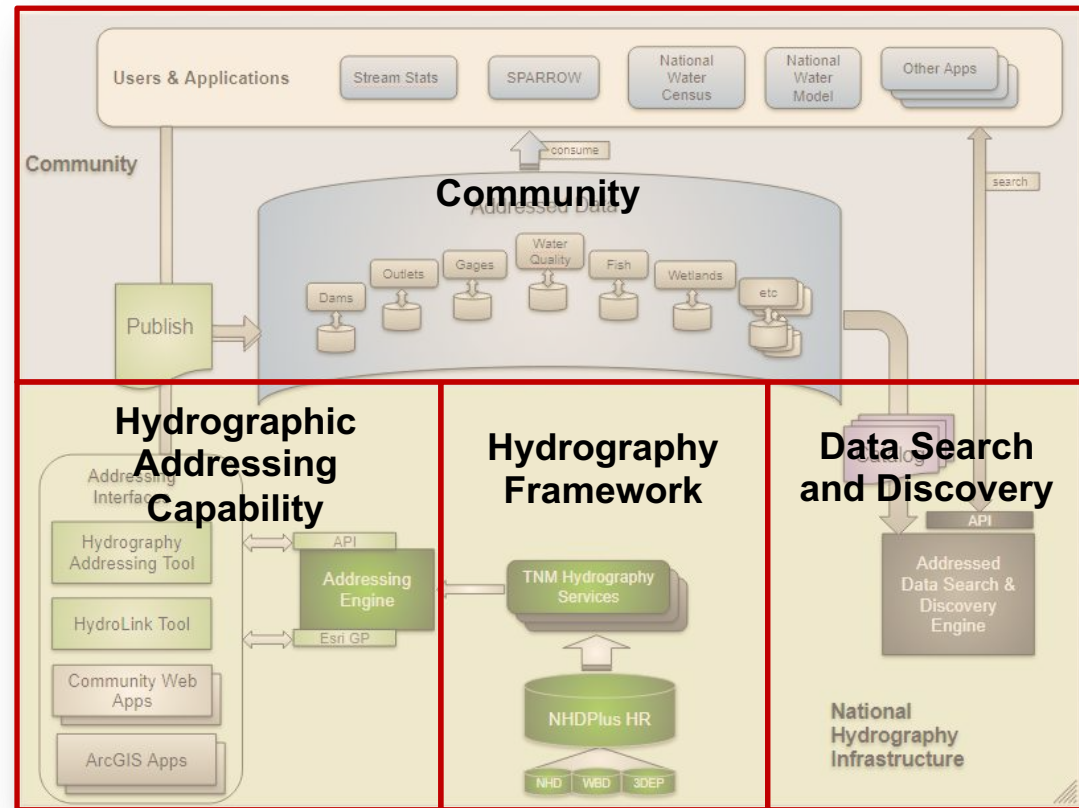 Users & Applications
Stream Stats
SPARROW
National
Water
Census
National
Water
Model
Other Apps
consume
Community
search
Community
Addressed Data
Water
Quality
Gages
Fish
Outlets
Wetlands
Dams
etc
Publish
Hydrographic
Addressing
Capability
Hydrography
Framework
Data Search
and Discovery
Catalog
Addressing
Interfaces
Hydrography
Addressing Tool
HydroLink Tool
Community Web
Apps
ArcGIS Apps
API
Addressing
Engine
Esri GP
TNM Hydrography
Services
NHDPlus HR
NHD
WBD
3DEP
API
Addressed
Data Search &
Discovery
Engine
National
Hydrography
Infrastructure